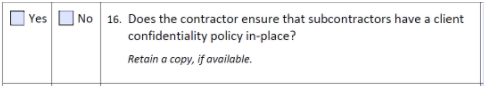 Yes No 16. Does the contractor ensure that subcontractors have a client
confidentiality policy in-place?
Retain a copy, if available.